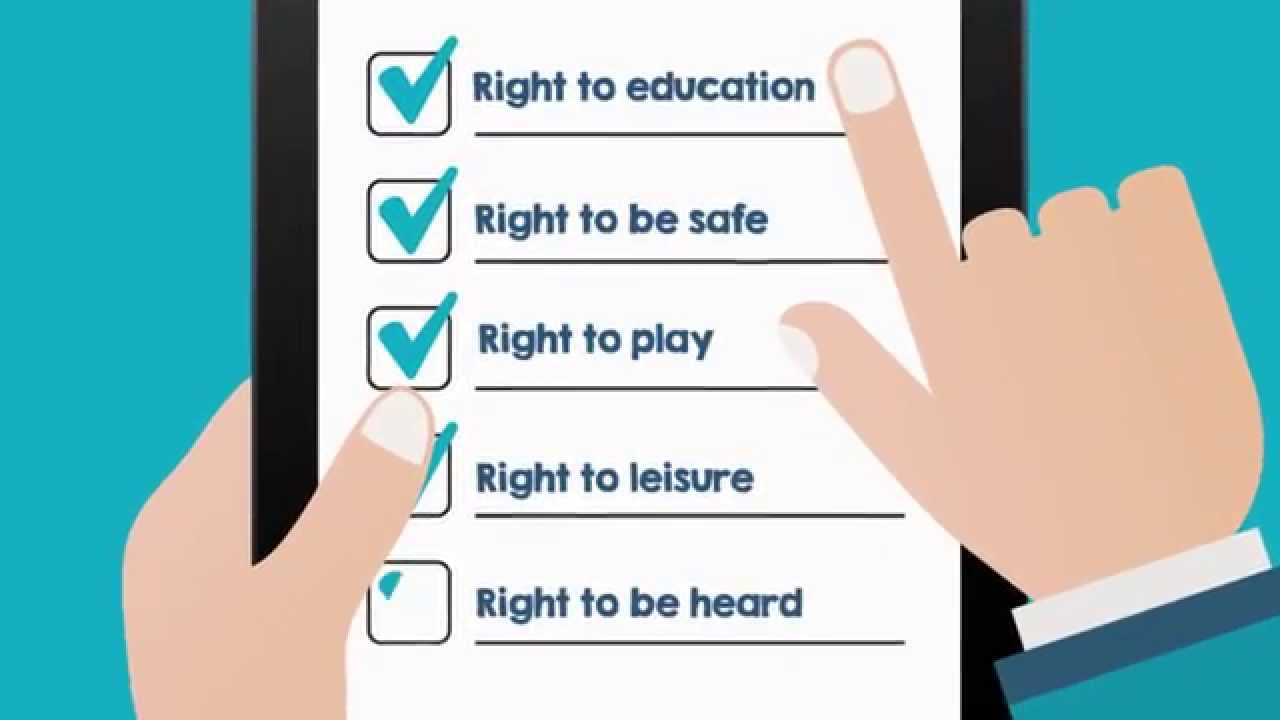 Right to education
Right to be safe
Right to play
Right to leisure
Right to be heard